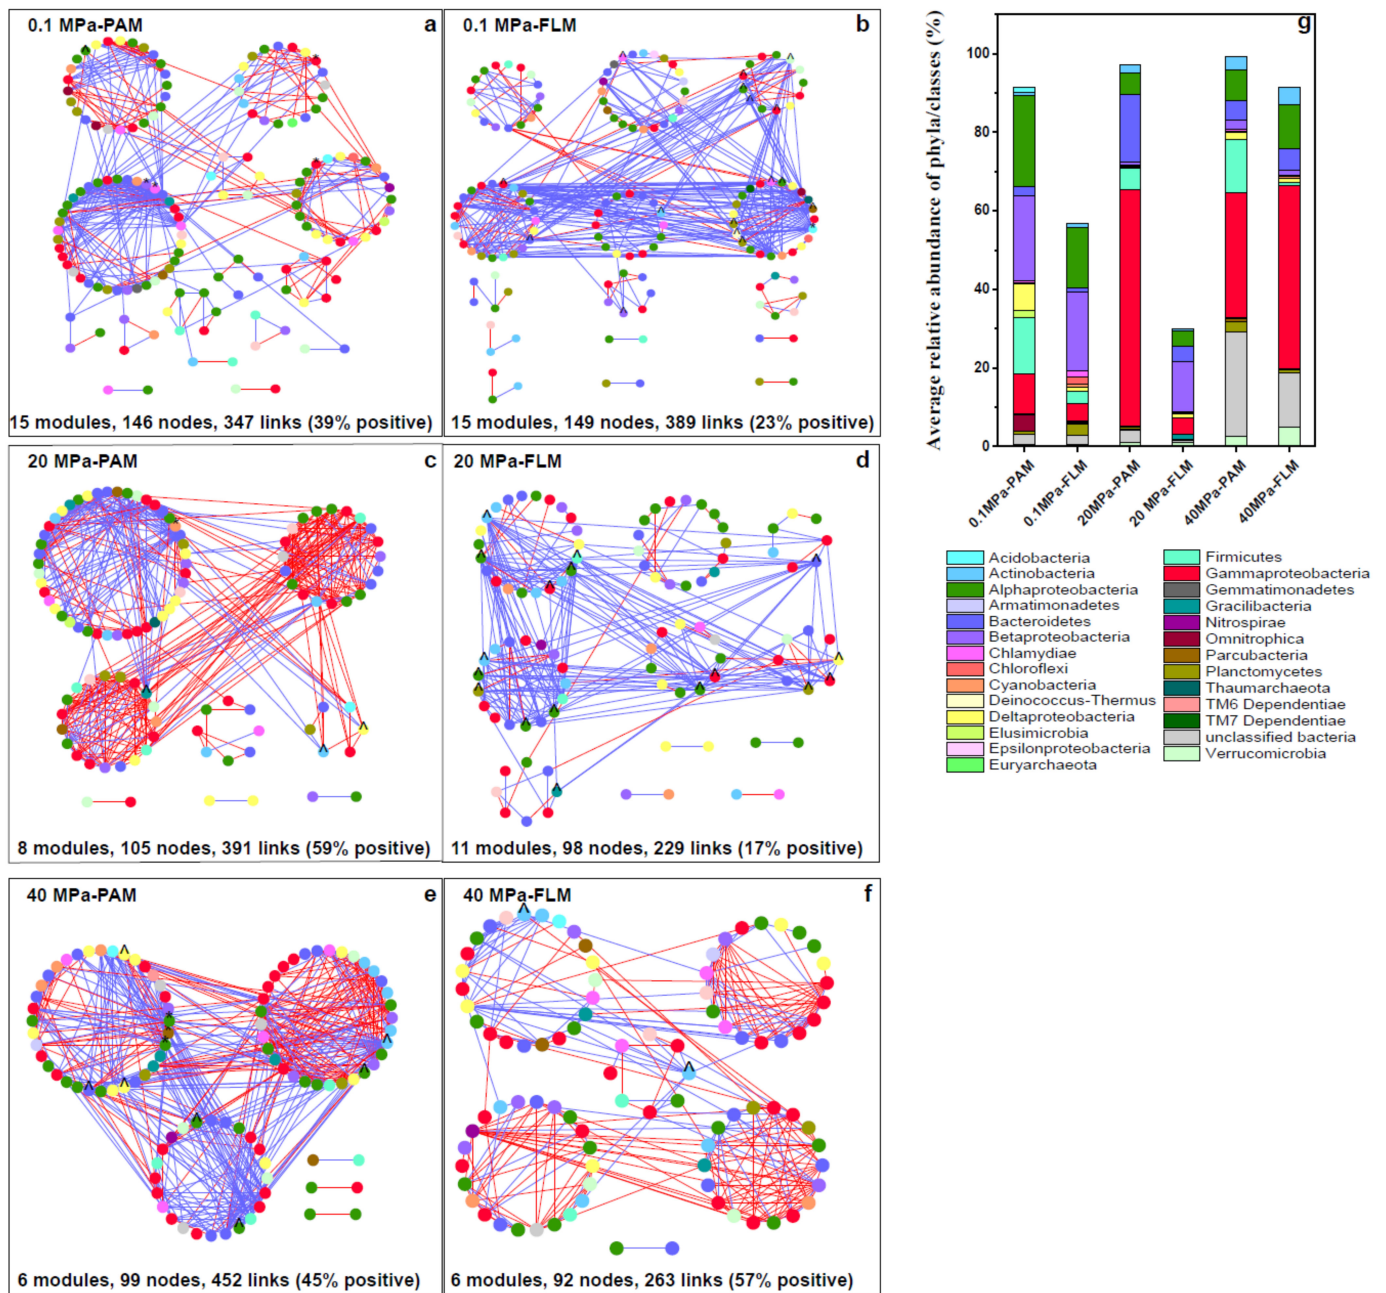 0.1 MPa-PAM
a
15 modules, 146 nodes, 347 links (39% positive)
0.1 MPa-FLM
b
15 modules, 149 nodes, 389 links (23% positive)
20 MPa-PAM
c
8 modules, 105 nodes, 391 links (59% positive)
20 MPa-FLM
d
11 modules, 98 nodes, 229 links (17% positive)
40 MPa-PAM
e
6 modules, 99 nodes, 452 links (45% positive)
40 MPa-FLM
f
6 modules, 92 nodes, 263 links (57% positive)
g
Average relative abundance of phyla/classes (%)
100
80
60
40
20
0
0.1MPa-PAM
0.1MPa-FLM
20MPa-PAM
20 MPa-FLM
40MPa-PAM
40MPa-FLM
Acidobacteria
Actinobacteria
Alphaproteobacteria
Armatimonadetes
Bacteroidetes
Betaproteobacteria
Chlamydiae
Chloroflexi
Cyanobacteria
Deinococcus-Thermus
Deltaproteobacteria
Elusimicrobia
Epsilonproteobacteria
Euryarchaeota
Firmicutes
Gammaproteobacteria
Gemmatimonadetes
Gracilibacteria
Nitrospirae
Omnitrophica
Parcubacteria
Planctomycetes
Thaumarchaeota
TM6 Dependentiae
TM7 Dependentiae
unclassified bacteria
Verrucomicrobia